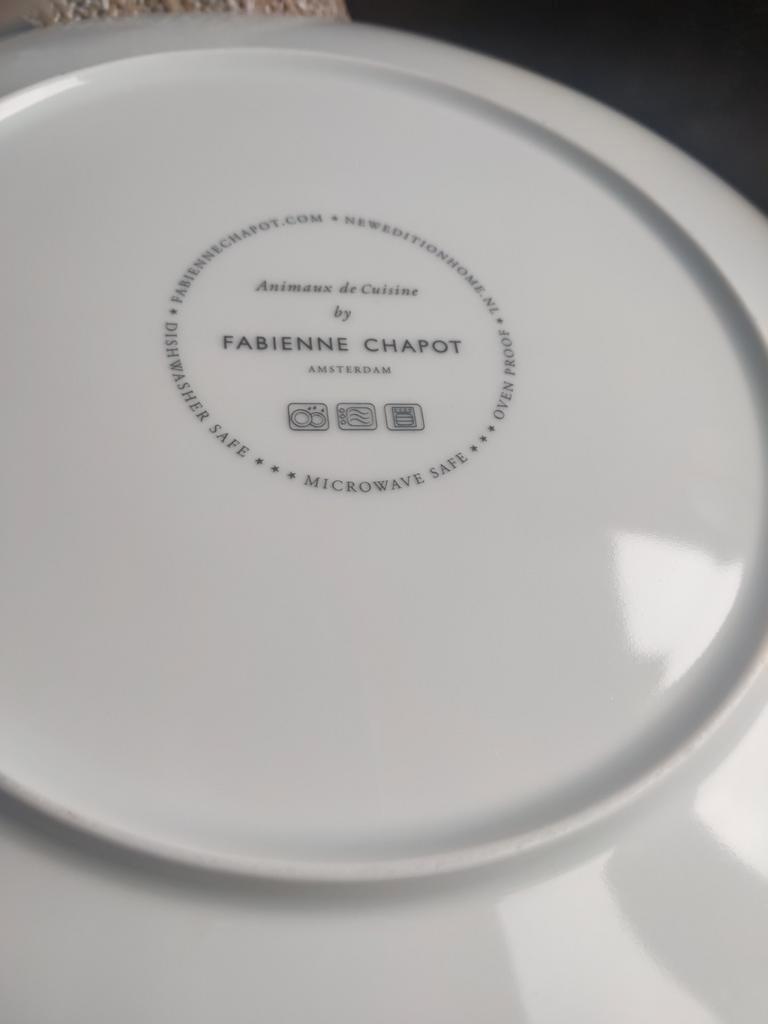 ★ FABIENNECHAPOT.COM ★ NEWEDITIONHOME.NL ★ OVEN PROOF ★ ★ ★ MICROWAVE SAFE ★ ★ ★ DISHWASHER SAFE
Animaux de Cuisine
by
FABIENNE CHAPOT
AMSTERDAM